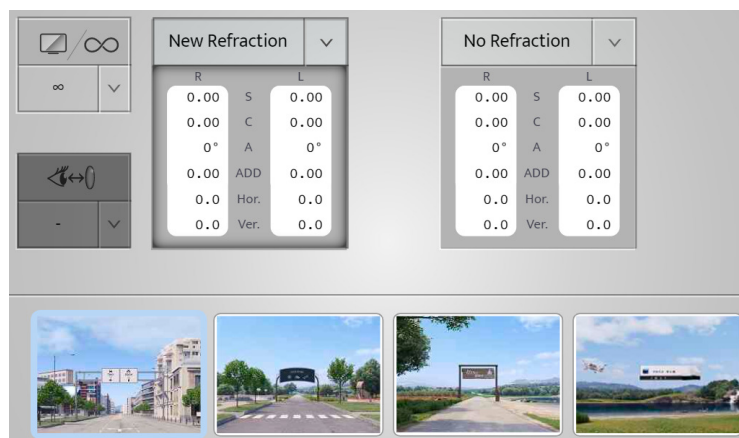 New Refraction
No Refraction
∞
∞
R L
0.00 S 0.00
0.00 C 0.00
0° A 0°
0.00 ADD 0.00
0.0 Hor. 0.0
0.0 Ver. 0.0
-
R L
0.00 S 0.00
0.00 C 0.00
0° A 0°
0.00 ADD 0.00
0.0 Hor. 0.0
0.0 Ver. 0.0